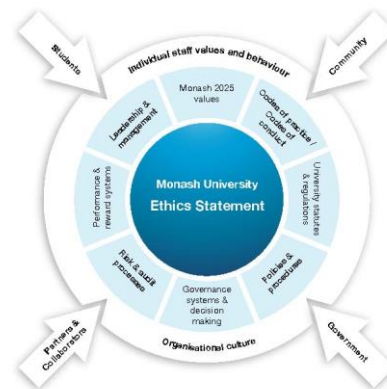 Students
Community
Individual staff values and behaviour
Monash 2025
values
Leadership &
management
Codes of practice /
Codes of
conduct
Performance &
reward systems
Monash University
Ethics Statement
University statutes
& regulations
Risk & audit
processes
Governance
systems &
decision
making
Policies &
procedures
Organisational culture
Partners &
Collaborators
Government